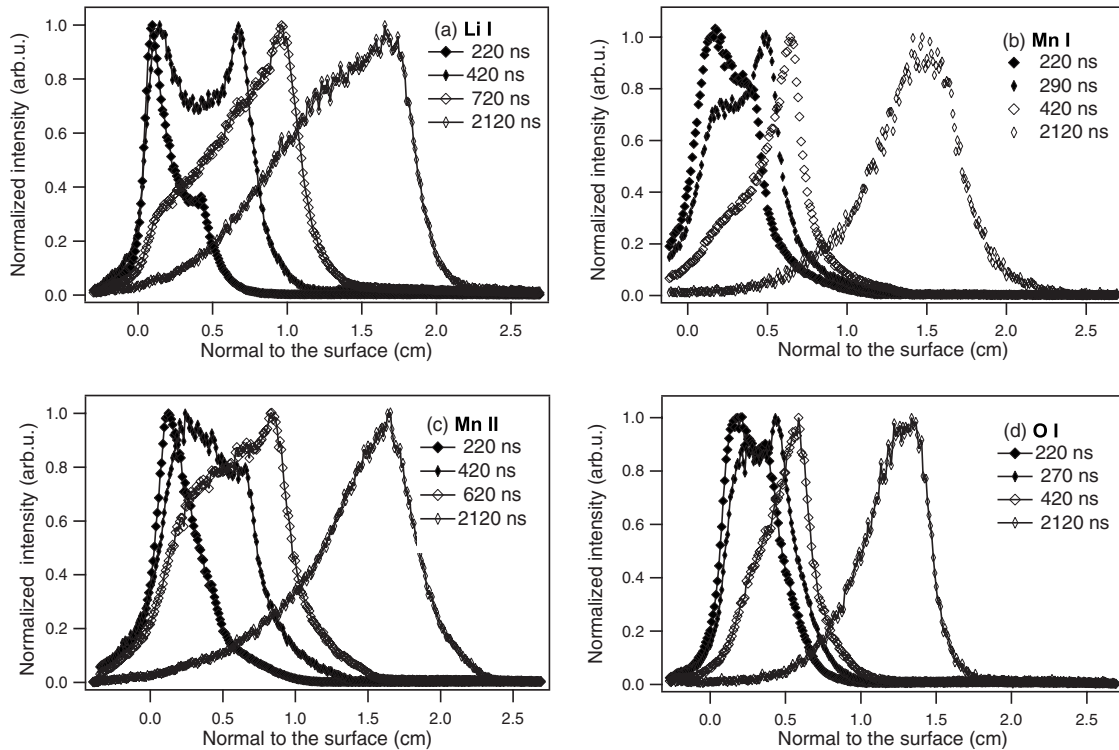 (a) Li I
220 ns
420 ns
720 ns
2120 ns
1.0
0.8
0.6
0.4
0.2
0.0
Normalized intensity (arb.u.)
0.0 0.5 1.0 1.5 2.0 2.5
Normal to the surface (cm)
(b) Mn I
220 ns
290 ns
420 ns
2120 ns
1.0
0.8
0.6
0.4
0.2
0.0
Normalized intensity (arb.u.)
0.0 0.5 1.0 1.5 2.0 2.5
Normal to the surface (cm)
(c) Mn II
220 ns
420 ns
620 ns
2120 ns
1.0
0.8
0.6
0.4
0.2
0.0
Normalized intensity (arb.u.)
0.0 0.5 1.0 1.5 2.0 2.5
Normal to the surface (cm)
(d) O I
220 ns
270 ns
420 ns
2120 ns
1.0
0.8
0.6
0.4
0.2
0.0
Normalized intensity (arb.u.)
0.0 0.5 1.0 1.5 2.0 2.5
Normal to the surface (cm)